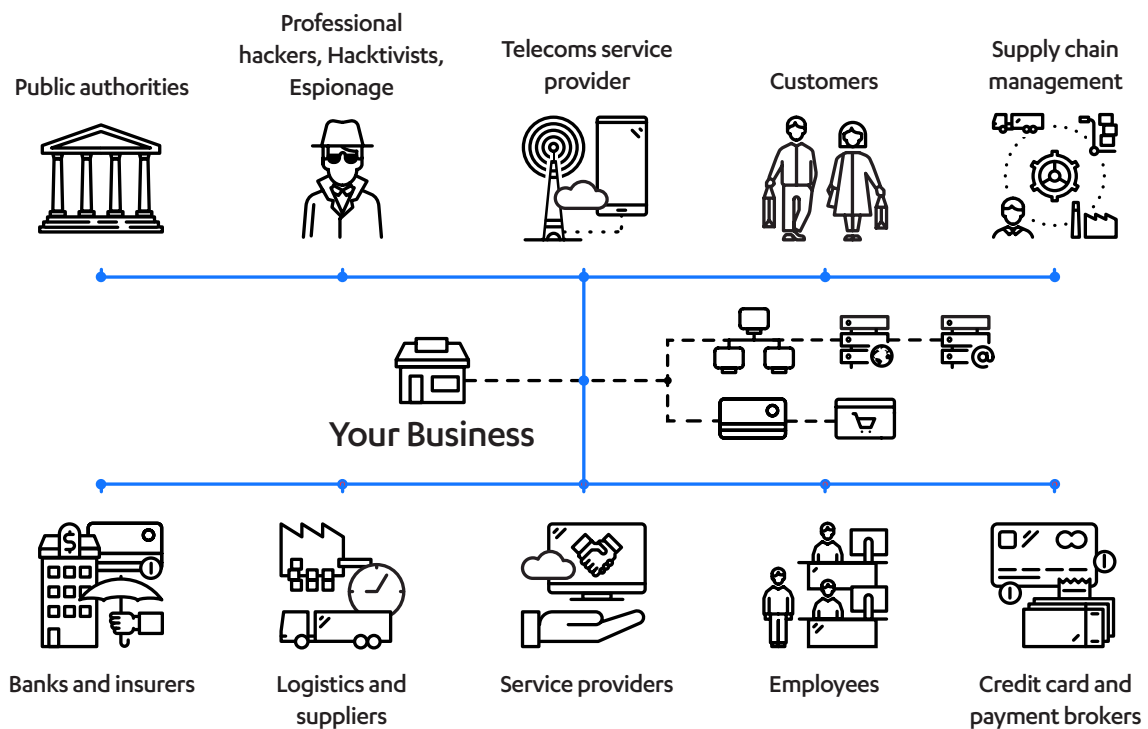 Public authorities
Professional
hackers, Hacktivists,
Espionage
Telecoms service
provider
Customers
Supply chain
management
@
Your Business
$
Banks and insurers
Logistics and
suppliers
Service providers
Employees
Credit card and
payment brokers